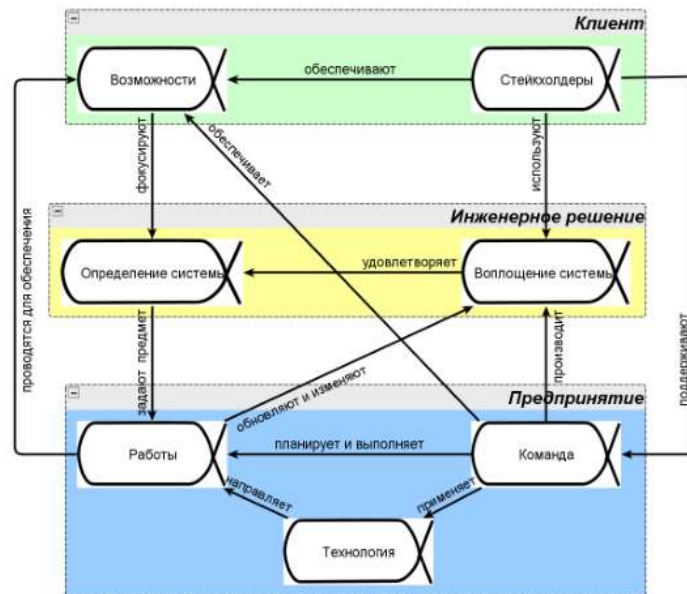 Клиент
Возможности
обеспечивают
Стейкхолдеры
фокусируют
обеспечивает
используют
Инженерное решение
Определение системы
удовлетворяет
Воплощение системы
проводятся для обеспечения
задают предмет
обновляют и изменяют
производит
поддерживают
Предприятие
Работы
планирует и выполняет
Команда
направляет
применяет
Технология